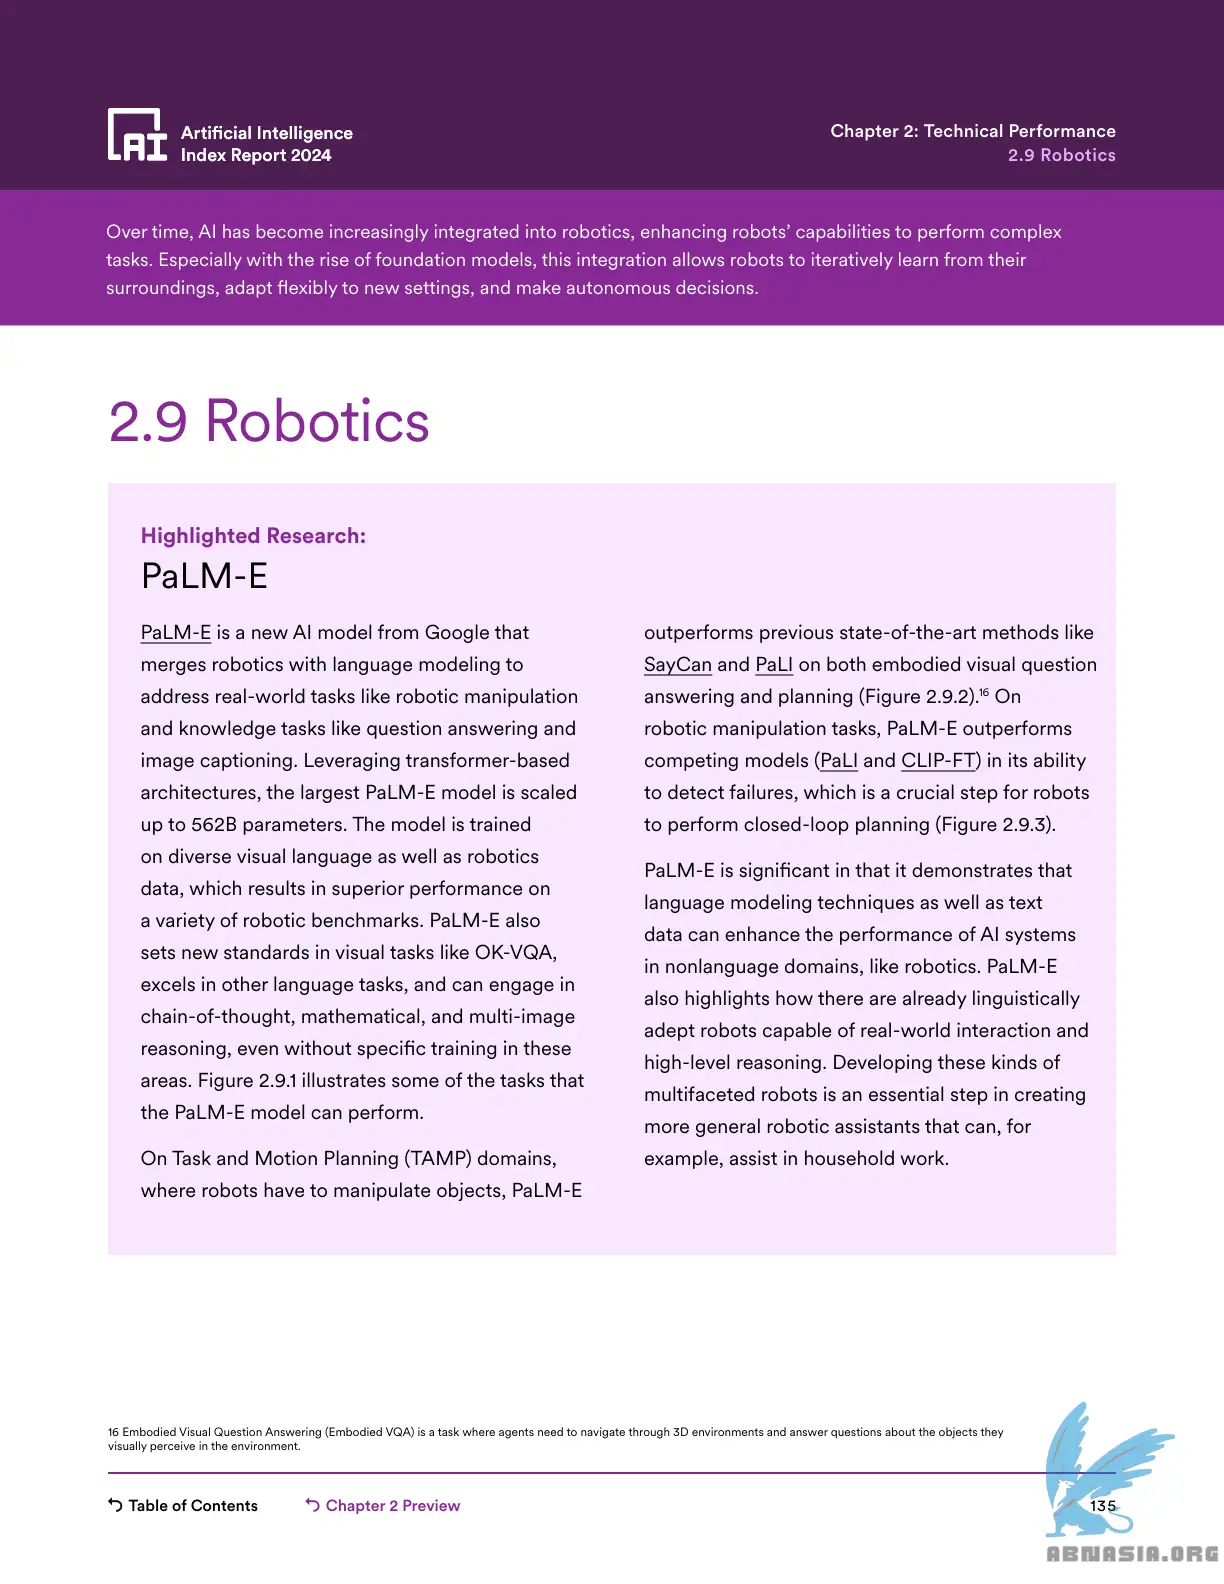 Artificial Intelligence
Index Report 2024
Chapter 2: Technical Performance
2.9 Robotics
Over time, AI has become increasingly integrated into robotics, enhancing robots’ capabilities to perform complex
tasks. Especially with the rise of foundation models, this integration allows robots to iteratively learn from their
surroundings, adapt flexibly to new settings, and make autonomous decisions.
2.9 Robotics
Highlighted Research:
PaLM-E
PaLM-E is a new AI model from Google that
merges robotics with language modeling to
address real-world tasks like robotic manipulation
and knowledge tasks like question answering and
image captioning. Leveraging transformer-based
architectures, the largest PaLM-E model is scaled
up to 562B parameters. The model is trained
on diverse visual language as well as robotics
data, which results in superior performance on
a variety of robotic benchmarks. PaLM-E also
sets new standards in visual tasks like OK-VQA,
excels in other language tasks, and can engage in
chain-of-thought, mathematical, and multi-image
reasoning, even without specific training in these
areas. Figure 2.9.1 illustrates some of the tasks that
the PaLM-E model can perform.
On Task and Motion Planning (TAMP) domains,
where robots have to manipulate objects, PaLM-E
outperforms previous state-of-the-art methods like
SayCan and PaLI on both embodied visual question
answering and planning (Figure 2.9.2).16 On
robotic manipulation tasks, PaLM-E outperforms
competing models (PaLI and CLIP-FT) in its ability
to detect failures, which is a crucial step for robots
to perform closed-loop planning (Figure 2.9.3).
PaLM-E is significant in that it demonstrates that
language modeling techniques as well as text
data can enhance the performance of AI systems
in nonlanguage domains, like robotics. PaLM-E
also highlights how there are already linguistically
adept robots capable of real-world interaction and
high-level reasoning. Developing these kinds of
multifaceted robots is an essential step in creating
more general robotic assistants that can, for
example, assist in household work.
16 Embodied Visual Question Answering (Embodied VQA) is a task where agents need to navigate through 3D environments and answer questions about the objects they
visually perceive in the environment.
Table of Contents
Chapter 2 Preview
135
ABNASIA.ORG